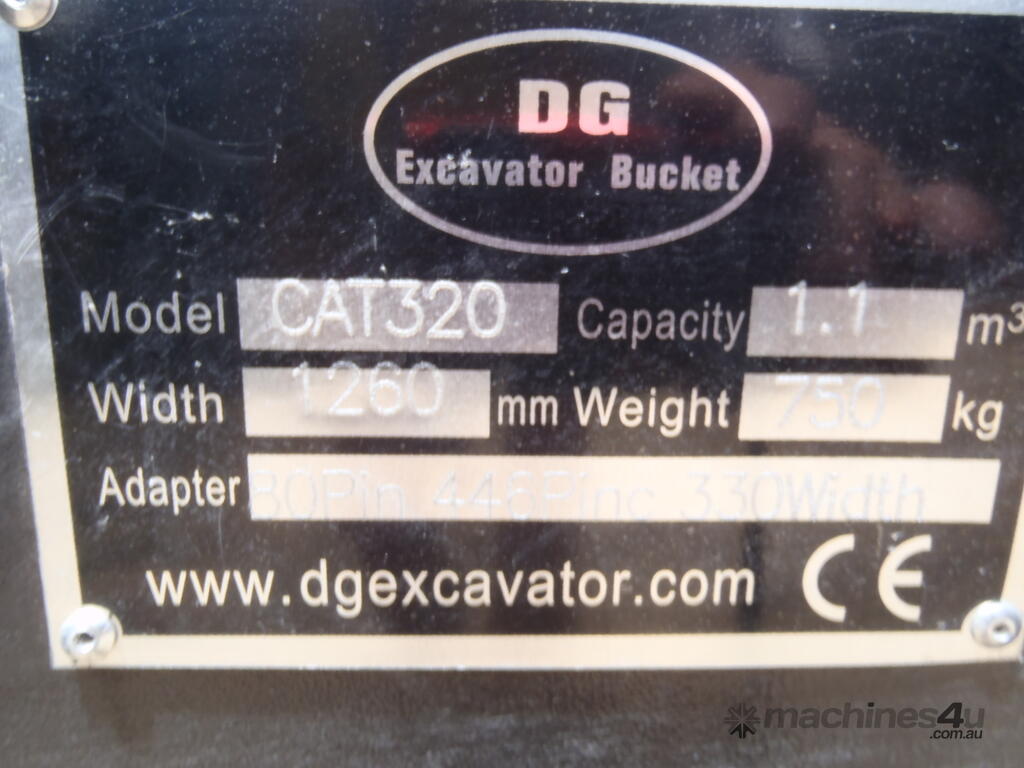 DG
Excavator Bucket
Model CAT320 Capacity 1.1 m³
Width 1260 mm Weight 750 kg
Adapter 80Pin 446Pinc 330Width
www.dgexcavator.com CE
machines4u
.com.au